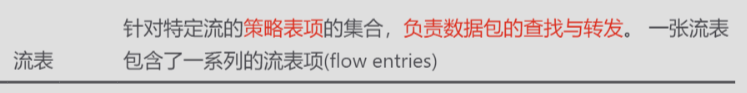 针对特定流的策略表项的集合，负责数据包的查找与转发。 一张流表
流表
包含了一系列的流表项(flow entries)